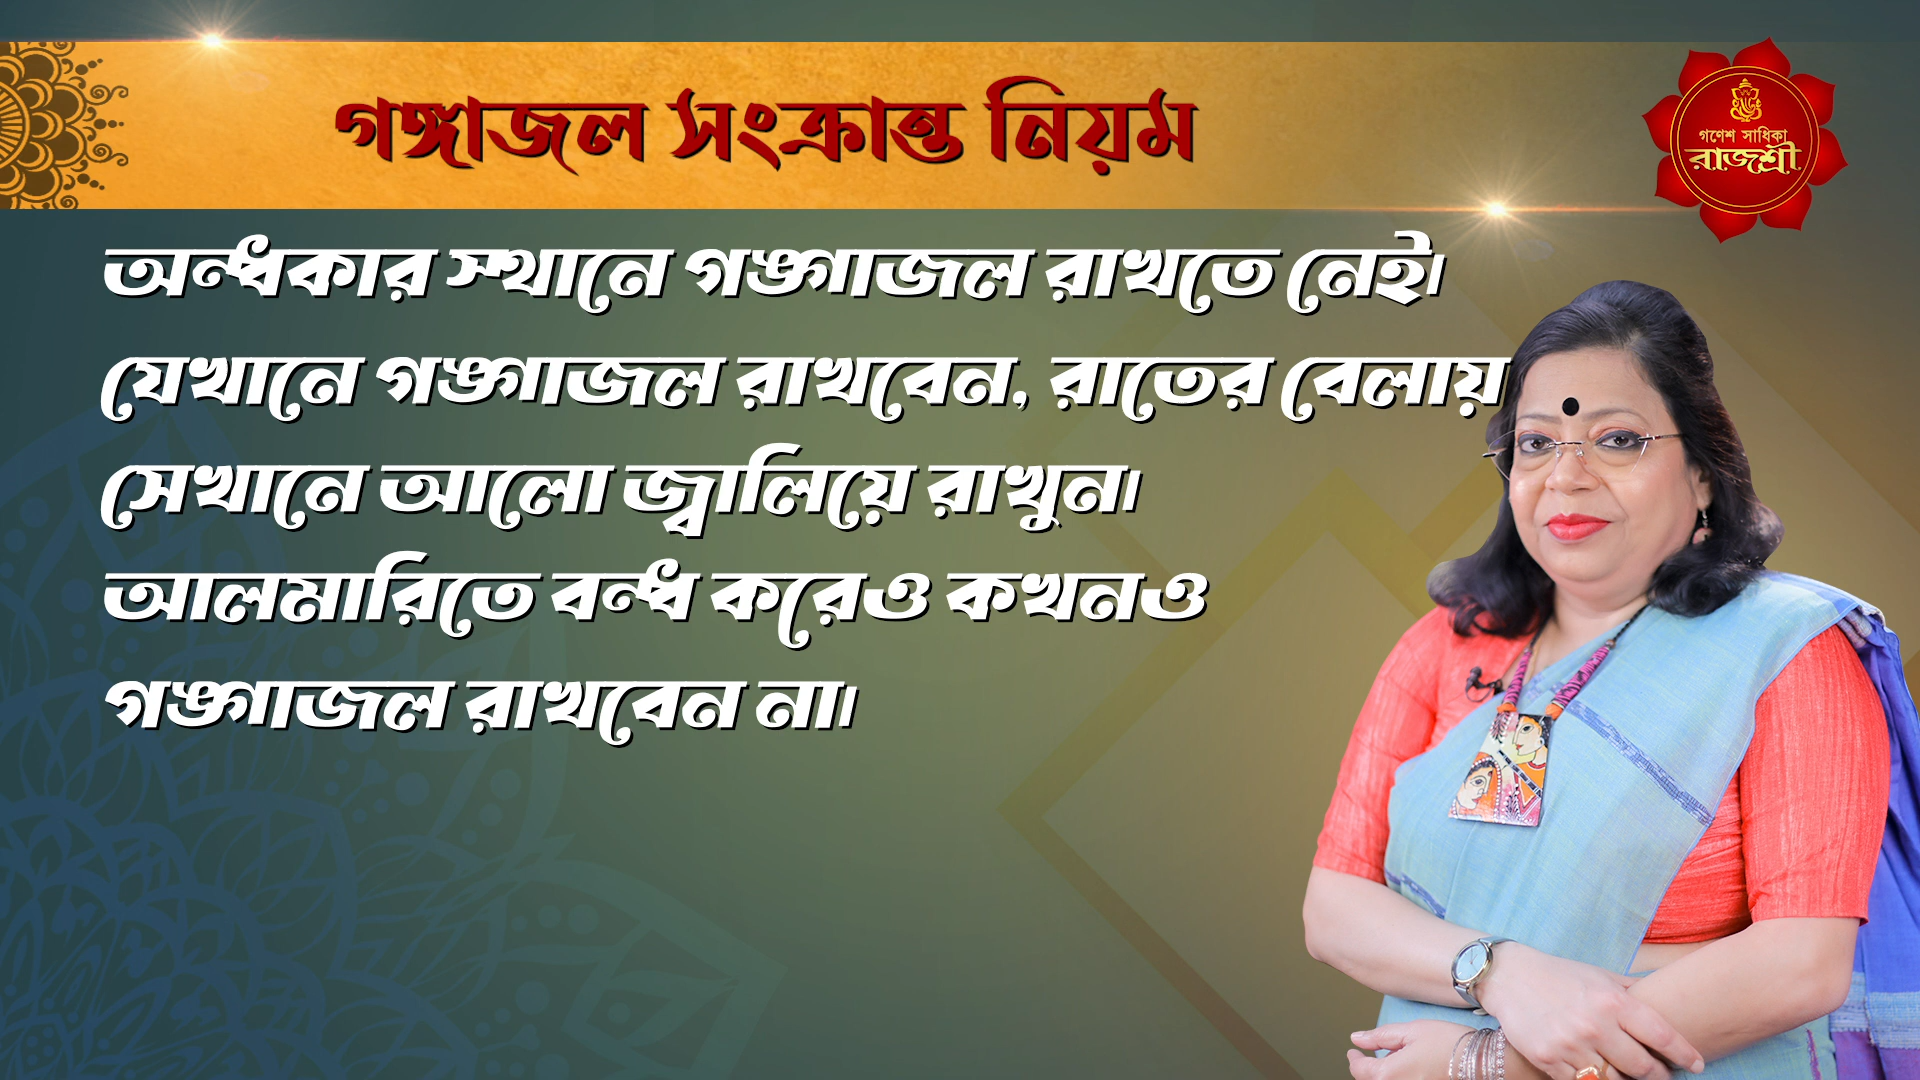 গঙ্গাজল সংক্রান্ত নিয়ম
গণেশ সাধিকা
রাজশ্রী
অন্ধকার স্থানে গঙ্গাজল রাখতে নেই।
যেখানে গঙ্গাজল রাখবেন, রাতের বেলায়
সেখানে আলো জ্বালিয়ে রাখুন।
আলমারিতে বন্ধ করেও কখনও
গঙ্গাজল রাখবেন না।